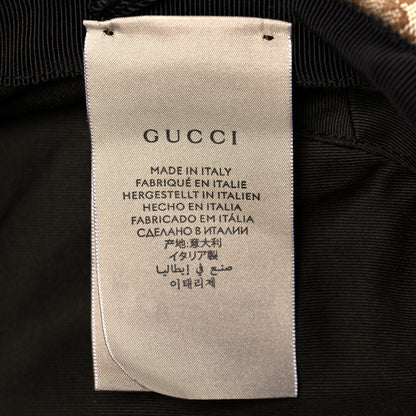 GUCCI
MADE IN ITALY
FABRIQUÉ EN ITALIE
HERGESTELLT IN ITALIEN
HECHO EN ITALIA
FABRICADO EM ITÁLIA
СДЕЛАНО В ИТАЛИИ
产地:意大利
イタリア製
صنع في إيطاليا
이태리제